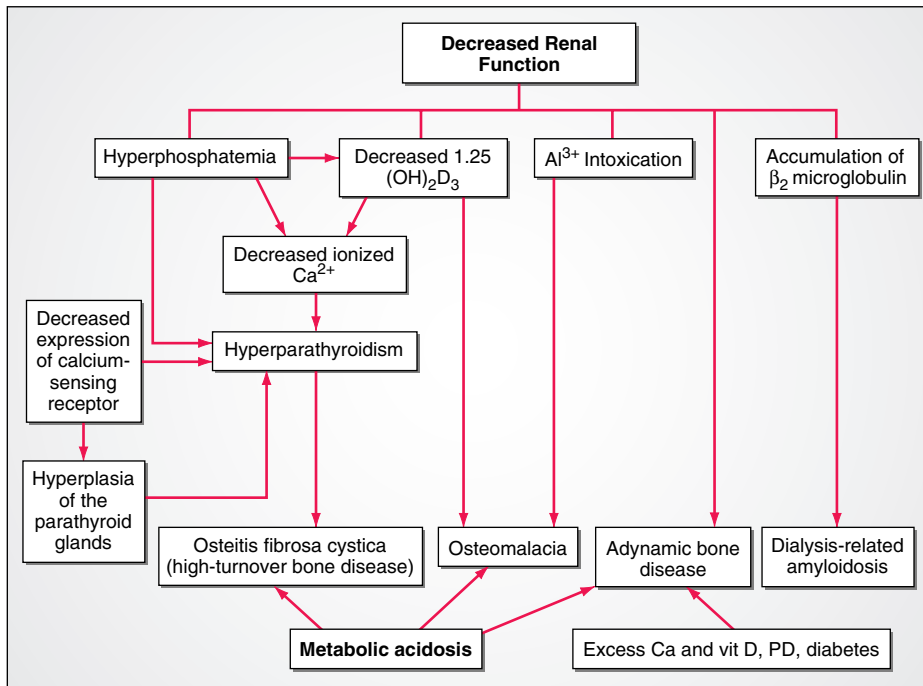 Decreased Renal
Function
Hyperphosphatemia
Decreased 1.25
(OH)₂D₃
Al³⁺ Intoxication
Accumulation of
β₂ microglobulin
Decreased ionized
Ca²⁺
Decreased
expression
of calcium-
sensing
receptor
Hyperparathyroidism
Hyperplasia
of the
parathyroid
glands
Osteitis fibrosa cystica
(high-turnover bone disease)
Osteomalacia
Adynamic bone
disease
Dialysis-related
amyloidosis
Metabolic acidosis
Excess Ca and vit D, PD, diabetes